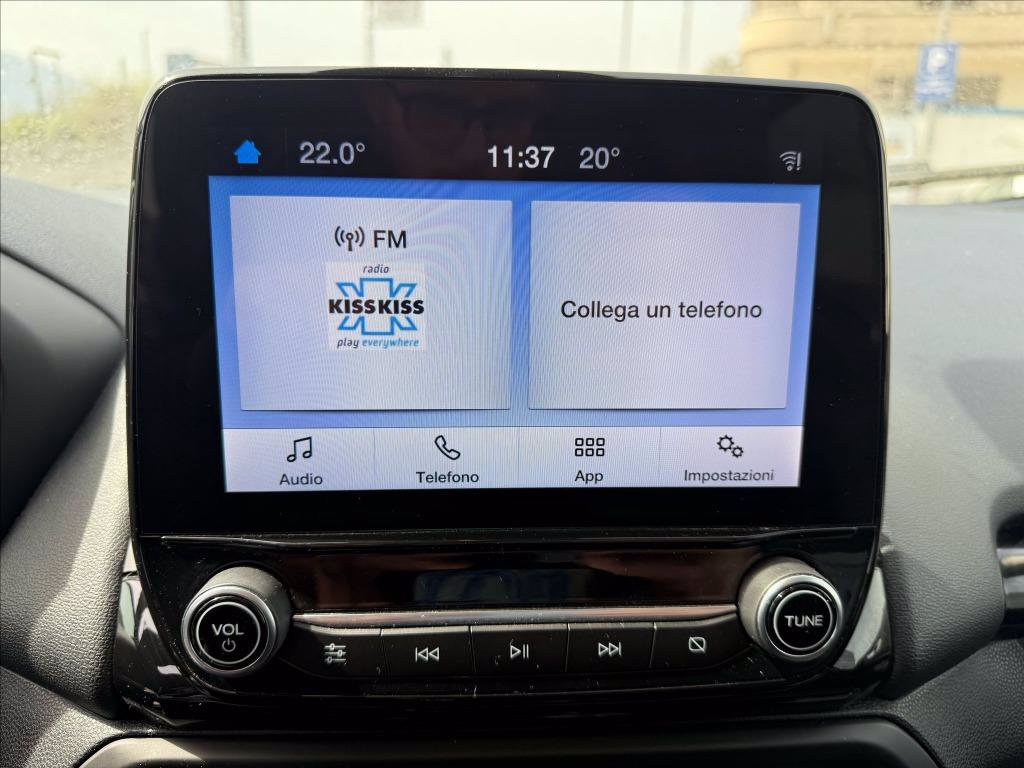 22.0°
11:37
20°
FM
radio
KISSKISS
play everywhere
Collega un telefono
Audio
Telefono
App
Impostazioni
VOL
TUNE